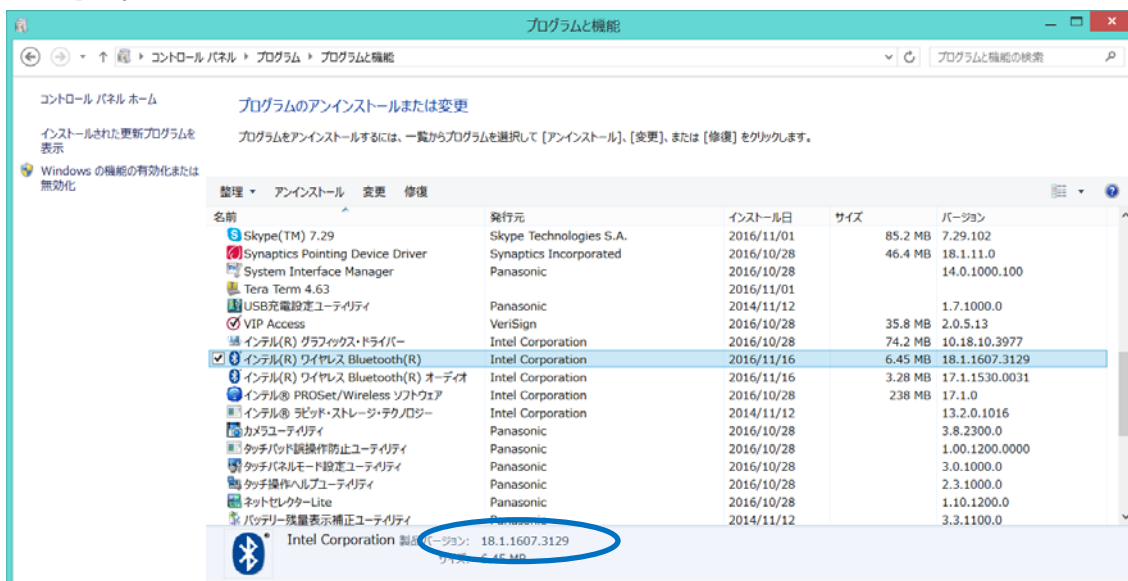 プログラムと機能
コントロール パネル ▸ プログラム ▸ プログラムと機能
プログラムと機能の検索
コントロール パネル ホーム
インストールされた更新プログラムを
表示
Windows の機能の有効化または
無効化
プログラムのアンインストールまたは変更
プログラムをアンインストールするには、一覧からプログラムを選択して [アンインストール]、[変更]、または [修復] をクリックします。
整理 アンインストール 変更 修復
名前 発行元 インストール日 サイズ バージョン
Skype(TM) 7.29 Skype Technologies S.A. 2016/11/01 85.2 MB 7.29.102
Synaptics Pointing Device Driver Synaptics Incorporated 2016/10/28 46.4 MB 18.1.11.0
System Interface Manager Panasonic 2016/10/28 14.0.1000.100
Tera Term 4.63 2016/11/01
USB充電設定ユーティリティ Panasonic 2014/11/12 1.7.1000.0
VIP Access VeriSign 2016/10/28 35.8 MB 2.0.5.13
インテル(R) グラフィックス・ドライバー Intel Corporation 2016/10/28 74.2 MB 10.18.10.3977
インテル(R) ワイヤレス Bluetooth(R) Intel Corporation 2016/11/16 6.45 MB 18.1.1607.3129
インテル(R) ワイヤレス Bluetooth(R) オーディオ Intel Corporation 2016/11/16 3.28 MB 17.1.1530.0031
インテル® PROSet/Wireless ソフトウェア Intel Corporation 2016/10/28 238 MB 17.1.0
インテル® ラピッド・ストレージ・テクノロジー Intel Corporation 2014/11/12 13.2.0.1016
カメラユーティリティ Panasonic 2016/10/28 3.8.2300.0
タッチパッド誤操作防止ユーティリティ Panasonic 2016/10/28 1.00.1200.0000
タッチパネルモード設定ユーティリティ Panasonic 2016/10/28 3.0.1000.0
タッチ操作ヘルプユーティリティ Panasonic 2016/10/28 2.3.1000.0
ネットセレクターLite Panasonic 2016/10/28 1.10.1200.0
バッテリー残量表示補正ユーティリティ Panasonic 2014/11/12 3.3.1100.0
Intel Corporation 製品バージョン: 18.1.1607.3129
サイズ: 6.45 MB